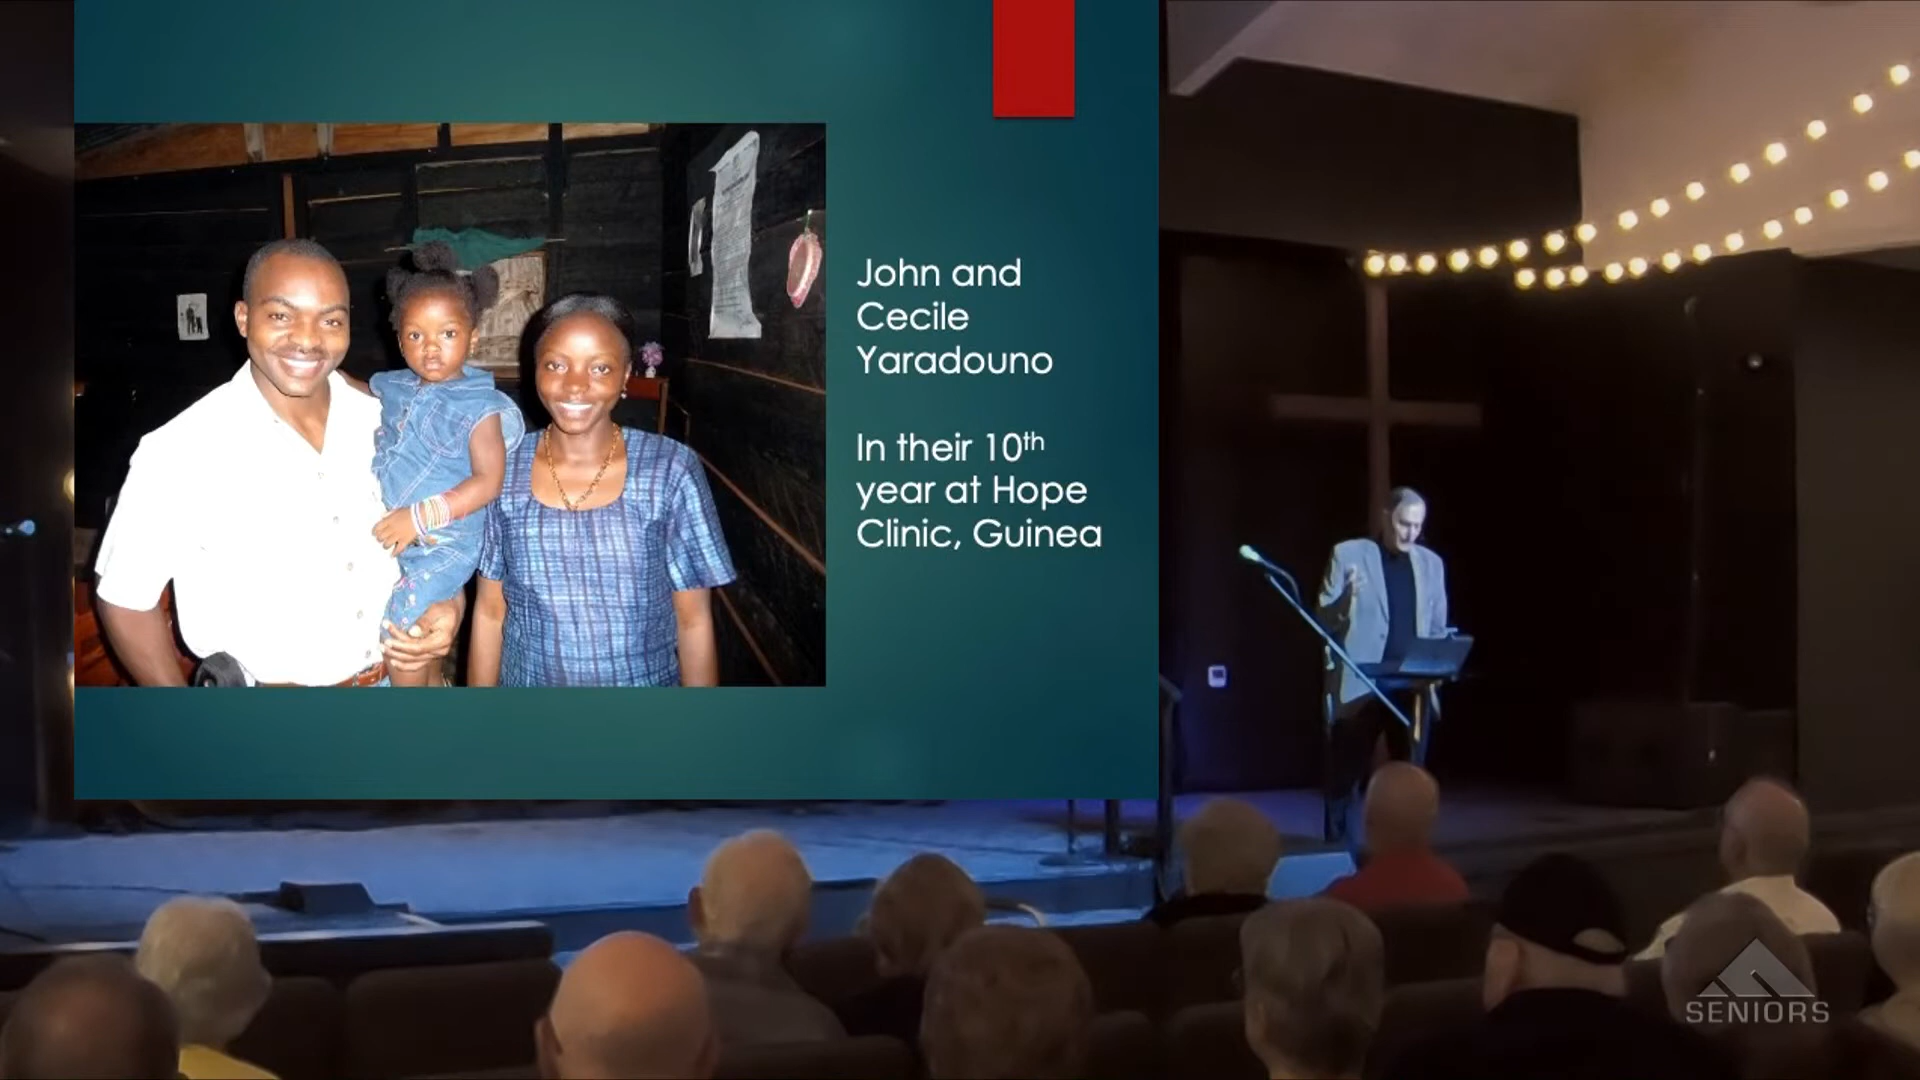 John and
Cecile
Yaradouno
In their 10th
year at Hope
Clinic, Guinea
SENIORS